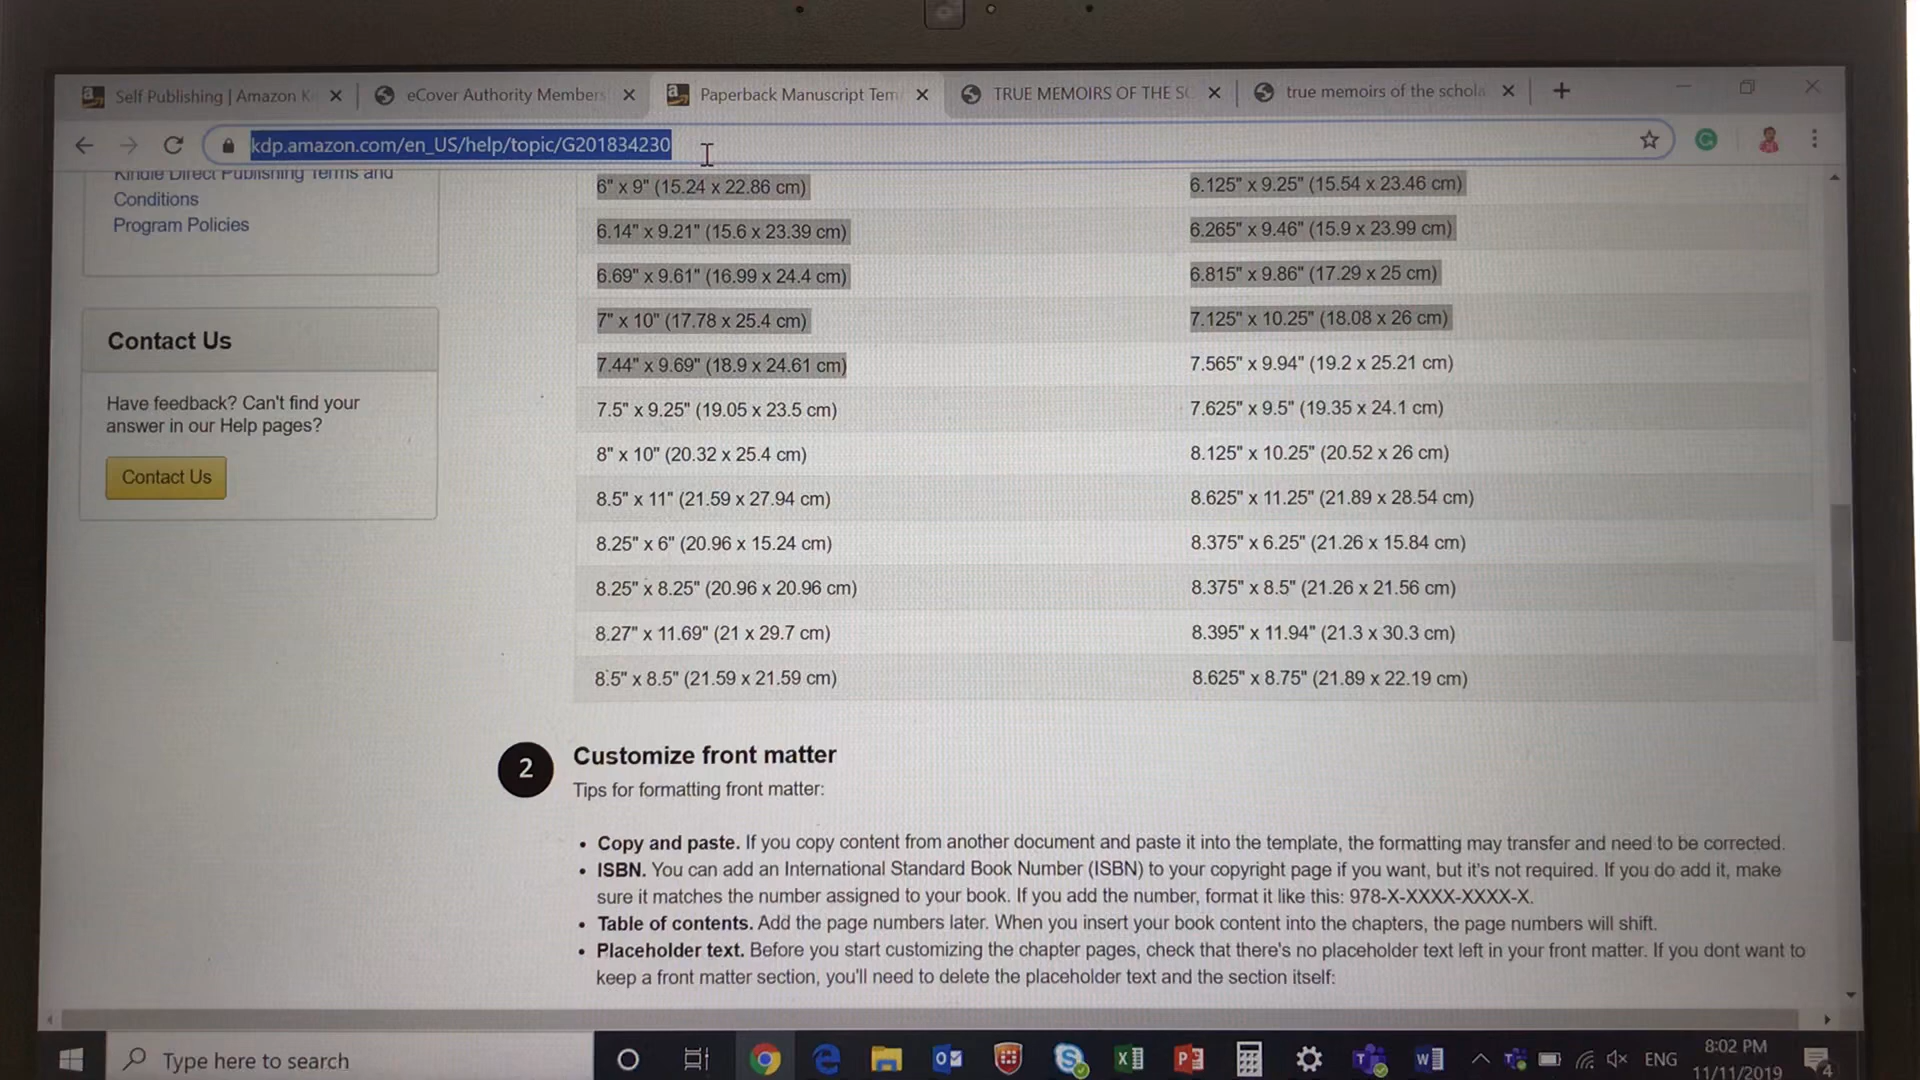 Self Publishing | Amazon Ki
eCover Authority Members
Paperback Manuscript Tem
TRUE MEMOIRS OF THE SC
true memoirs of the schola
kdp.amazon.com/en_US/help/topic/G201834230
Kindle Direct Publishing Terms and
Conditions
Program Policies
Contact Us
Have feedback? Can't find your
answer in our Help pages?
Contact Us
6" x 9" (15.24 x 22.86 cm) 6.125" x 9.25" (15.54 x 23.46 cm)
6.14" x 9.21" (15.6 x 23.39 cm) 6.265" x 9.46" (15.9 x 23.99 cm)
6.69" x 9.61" (16.99 x 24.4 cm) 6.815" x 9.86" (17.29 x 25 cm)
7" x 10" (17.78 x 25.4 cm) 7.125" x 10.25" (18.08 x 26 cm)
7.44" x 9.69" (18.9 x 24.61 cm) 7.565" x 9.94" (19.2 x 25.21 cm)
7.5" x 9.25" (19.05 x 23.5 cm) 7.625" x 9.5" (19.35 x 24.1 cm)
8" x 10" (20.32 x 25.4 cm) 8.125" x 10.25" (20.52 x 26 cm)
8.5" x 11" (21.59 x 27.94 cm) 8.625" x 11.25" (21.89 x 28.54 cm)
8.25" x 6" (20.96 x 15.24 cm) 8.375" x 6.25" (21.26 x 15.84 cm)
8.25" x 8.25" (20.96 x 20.96 cm) 8.375" x 8.5" (21.26 x 21.56 cm)
8.27" x 11.69" (21 x 29.7 cm) 8.395" x 11.94" (21.3 x 30.3 cm)
8.5" x 8.5" (21.59 x 21.59 cm) 8.625" x 8.75" (21.89 x 22.19 cm)
2 Customize front matter
Tips for formatting front matter:
• Copy and paste. If you copy content from another document and paste it into the template, the formatting may transfer and need to be corrected.
• ISBN. You can add an International Standard Book Number (ISBN) to your copyright page if you want, but it's not required. If you do add it, make
sure it matches the number assigned to your book. If you add the number, format it like this: 978-X-XXXX-XXXX-X.
• Table of contents. Add the page numbers later. When you insert your book content into the chapters, the page numbers will shift.
• Placeholder text. Before you start customizing the chapter pages, check that there's no placeholder text left in your front matter. If you dont want to
keep a front matter section, you'll need to delete the placeholder text and the section itself:
Type here to search
ENG
8:02 PM
11/11/2019
4